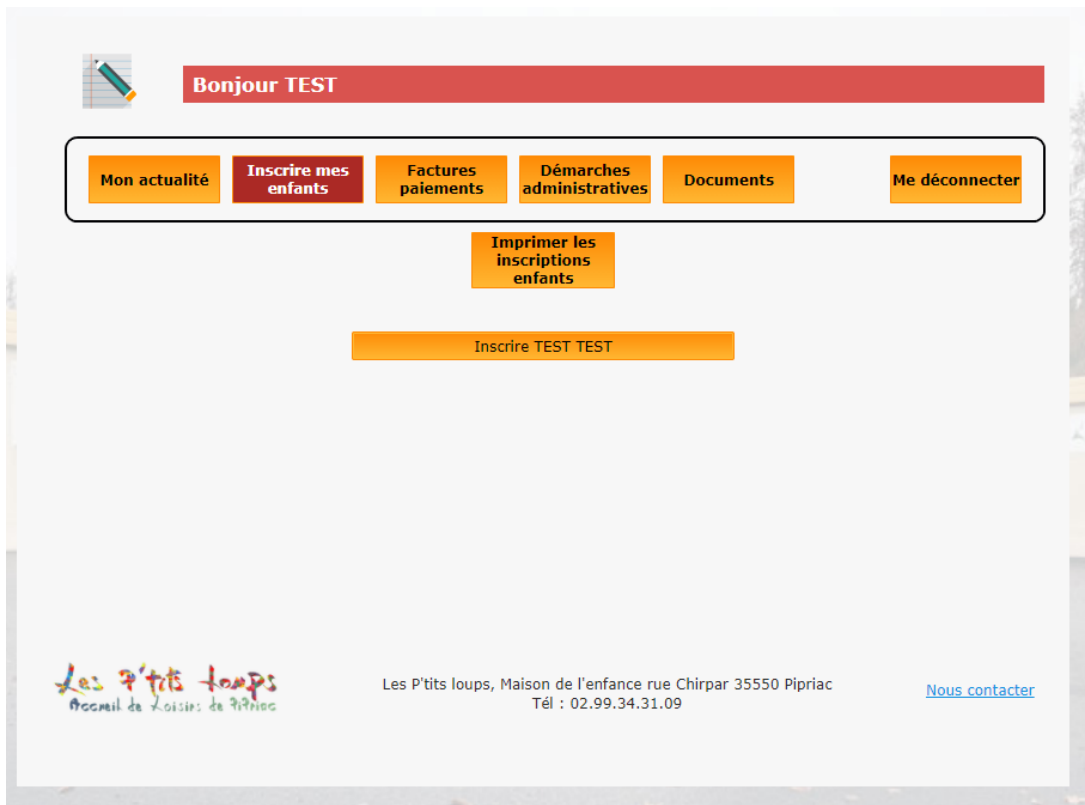 Bonjour TEST
Mon actualité
Inscrire mes
enfants
Factures
paiements
Démarches
administratives
Documents
Me déconnecter
Imprimer les
inscriptions
enfants
Inscrire TEST TEST
Les P'tits Loups
Accueil de Loisirs de Pipriac
Les P'tits loups, Maison de l'enfance rue Chirpar 35550 Pipriac
Tél : 02.99.34.31.09
Nous contacter